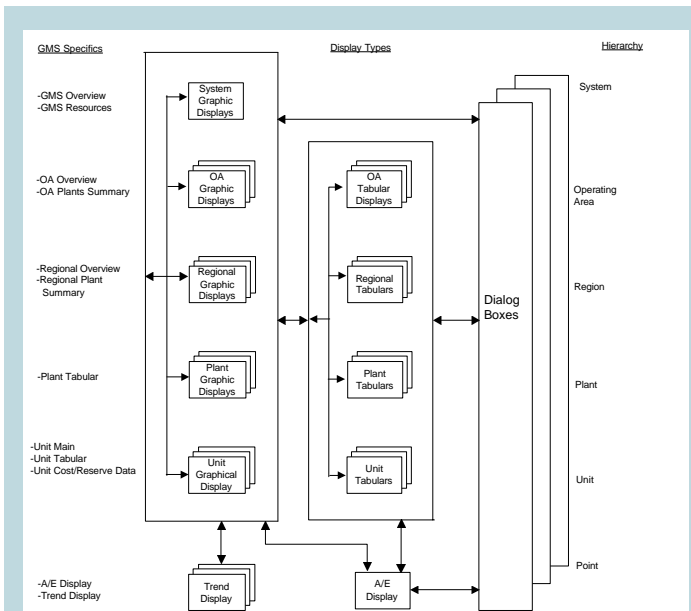 GMS Specifics
Display Types
Hierarchy
-GMS Overview
-GMS Resources
System
Graphic
Displays
System
-OA Overview
-OA Plants Summary
OA
Graphic
Displays
OA
Tabular
Displays
Operating
Area
-Regional Overview
-Regional Plant
Summary
Regional
Graphic
Displays
Regional
Tabulars
Dialog
Boxes
Region
-Plant Tabular
Plant
Graphic
Displays
Plant
Tabulars
Plant
-Unit Main
-Unit Tabular
-Unit Cost/Reserve Data
Unit
Graphical
Display
Unit
Tabulars
Unit
-A/E Display
-Trend Display
Trend
Display
A/E
Display
Point